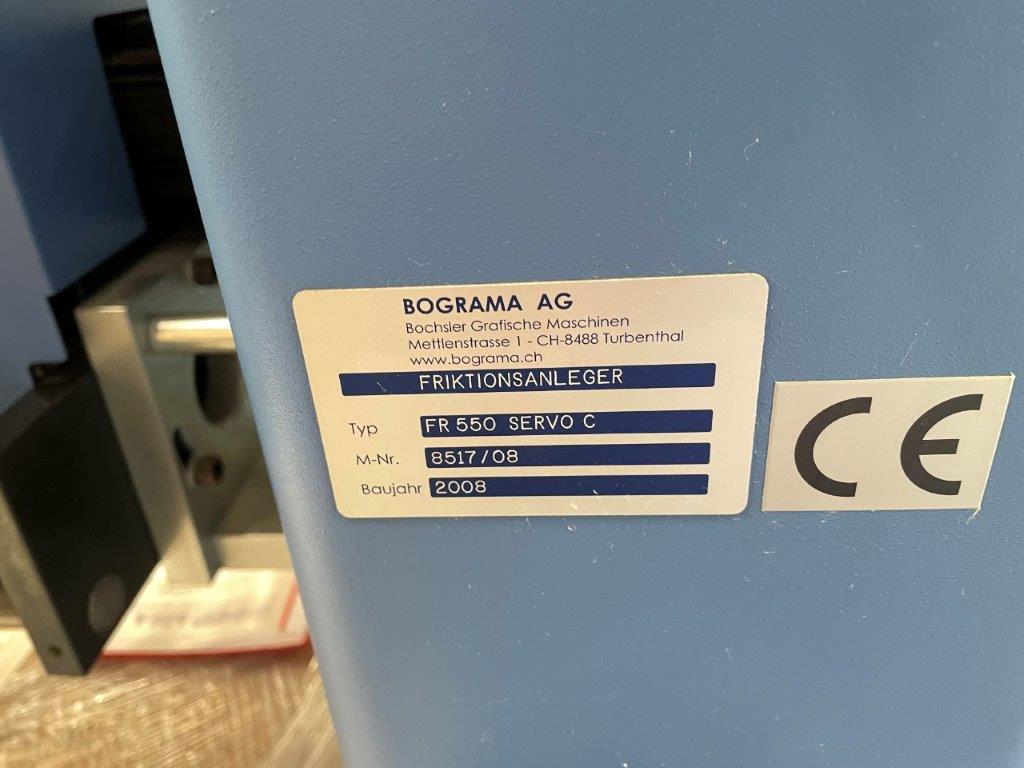 BOGRAMA AG
Bochsler Grafische Maschinen
Mettlenstrasse 1 - CH-8488 Turbenthal
www.bograma.ch
FRIKTIONSANLEGER
Typ FR 550 SERVO C
M-Nr. 8517/08
Baujahr 2008
CE